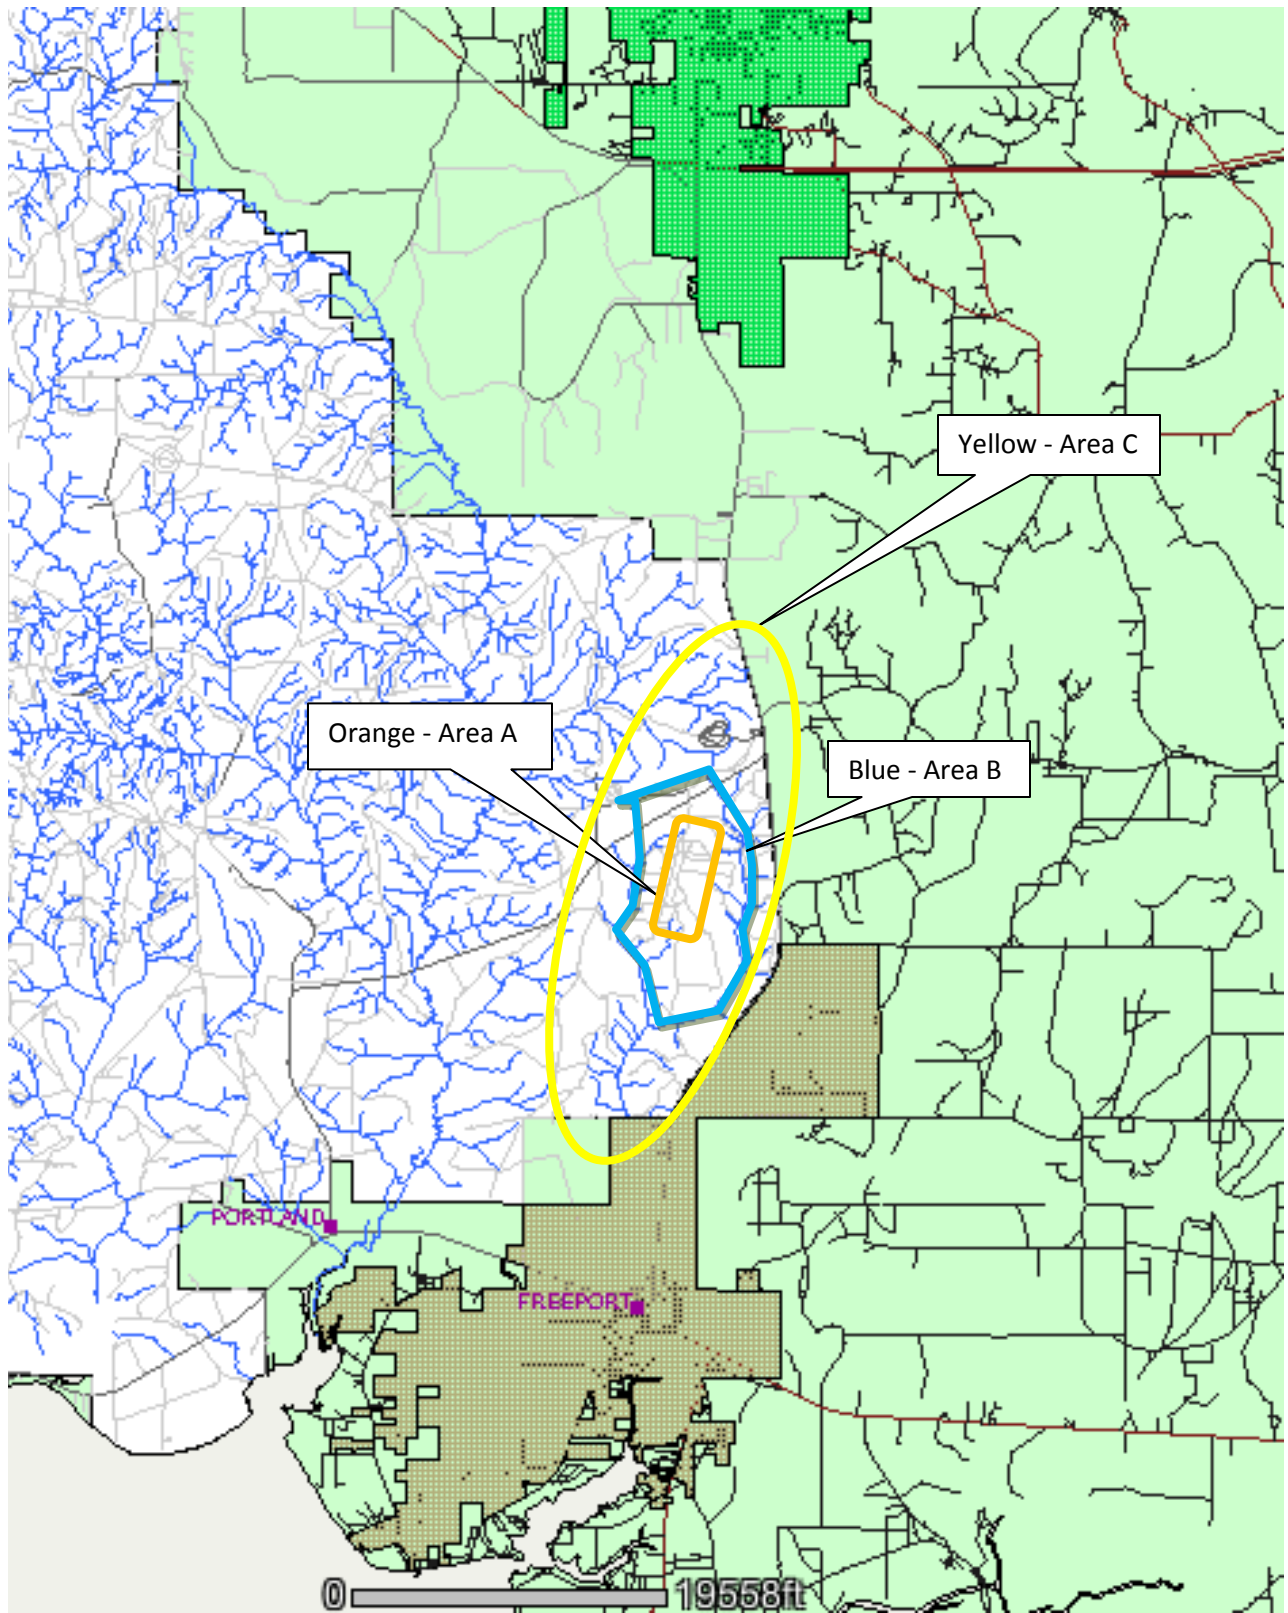 Yellow - Area C
Orange - Area A
Blue - Area B
PORTLAND
FREEPORT
0 19558ft